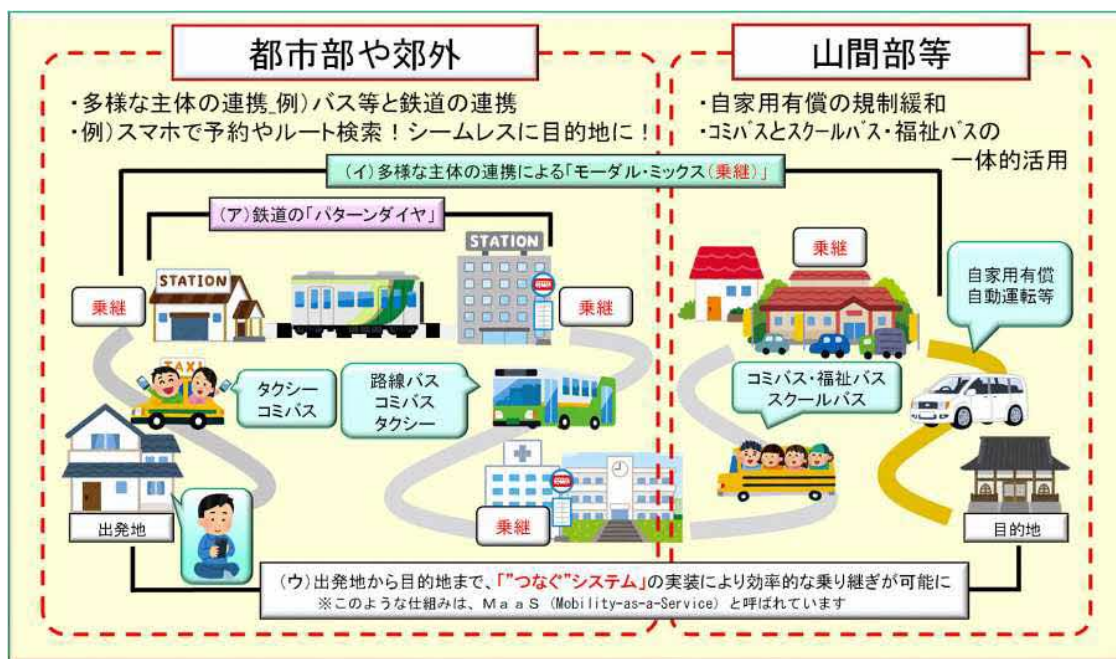 都市部や郊外
・多様な主体の連携_例)バス等と鉄道の連携
・例)スマホで予約やルート検索！シームレスに目的地に！
山間部等
・自家用有償の規制緩和
・コミバスとスクールバス・福祉バスの
一体的活用
(イ)多様な主体の連携による「モーダル・ミックス(乗継)」
(ア)鉄道の「パターンダイヤ」
STATION
乗継
STATION
乗継
乗継
自家用有償
自動運転等
TAXI
タクシー
コミバス
路線バス
コミバス
タクシー
コミバス・福祉バス
スクールバス
乗継
出発地
目的地
(ウ)出発地から目的地まで、「”つなぐ”システム」の実装により効率的な乗り継ぎが可能に
※このような仕組みは、ＭａａＳ (Mobility-as-a-Service) と呼ばれています